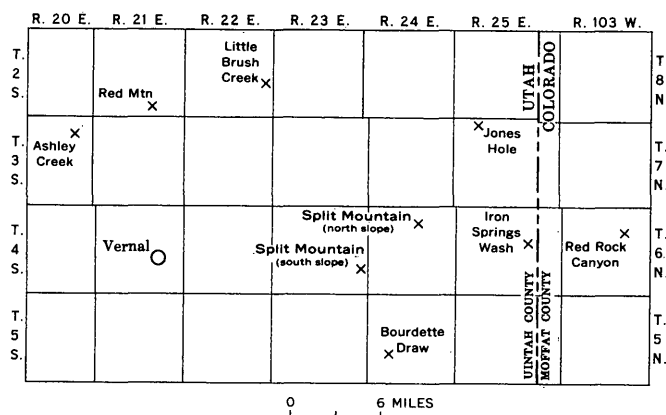 R. 20 E. R. 21 E. R. 22 E. R. 23 E. R. 24 E. R. 25 E. R. 103 W.
T. 2 S.
Little
Brush
Creek
Red Mtn
UTAH
COLORADO
T 8 N
T. 3 S.
Ashley
Creek
Jones
Hole
T. 7 N.
T. 4 S.
Vernal
Split Mountain
(north slope)
Split Mountain
(south slope)
Iron
Springs
Wash
Red Rock
Canyon
T. 6 N.
T. 5 S.
Bourdette
Draw
UINTAH COUNTY
MOFFAT COUNTY
T. 5 N.
0 6 MILES